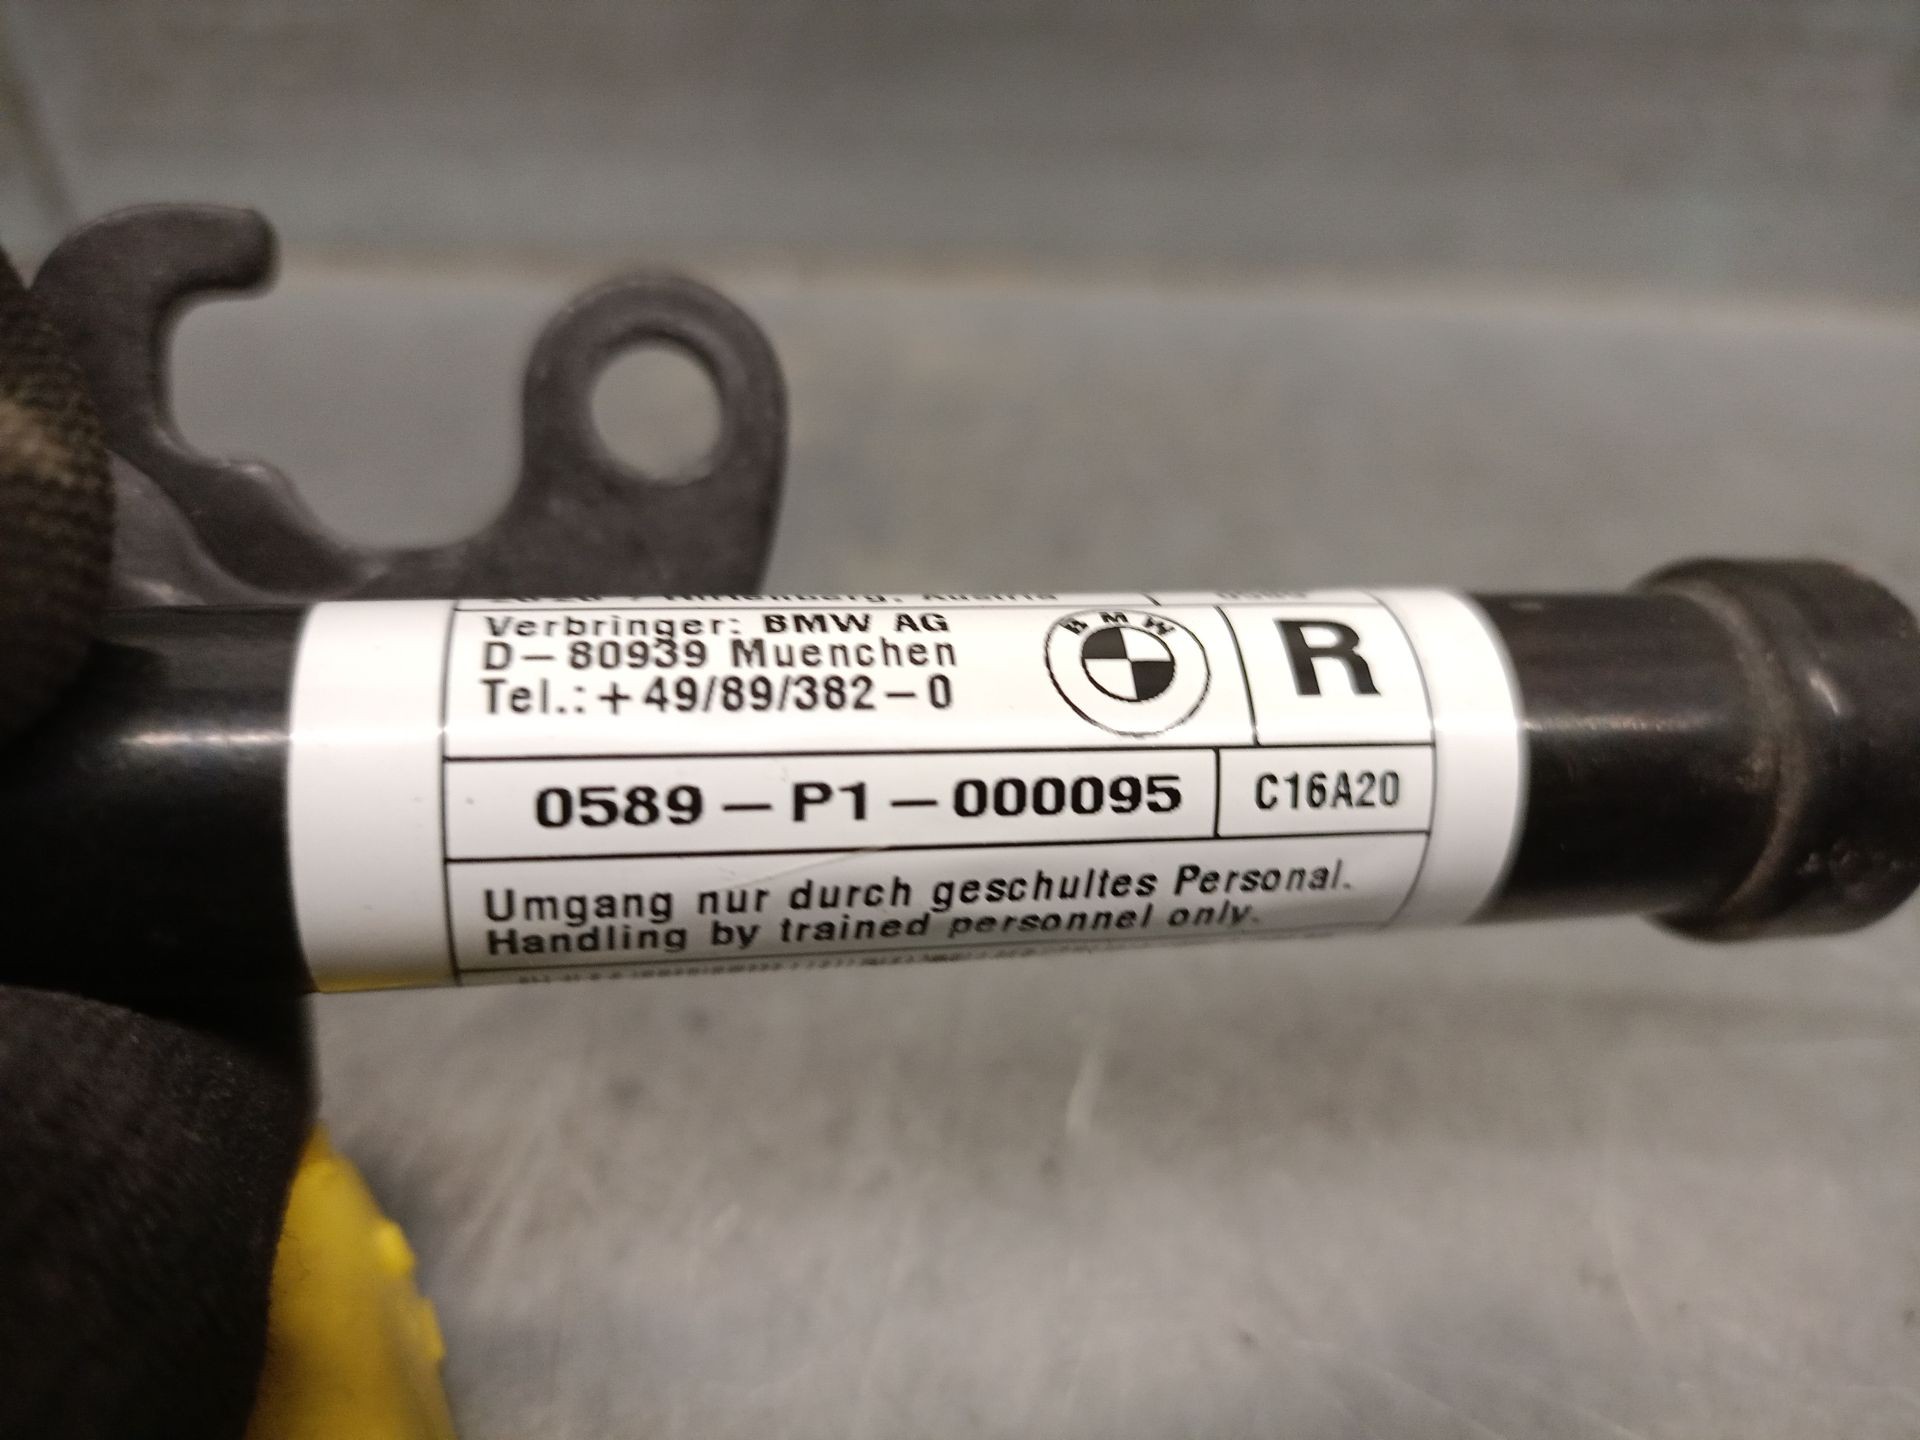 Austria
Verbringer: BMW AG
D-80939 Muenchen
Tel.: +49/89/382-0
BMW
R
0589-P1-000095
C16A20
Umgang nur durch geschultes Personal.
Handling by trained personnel only.